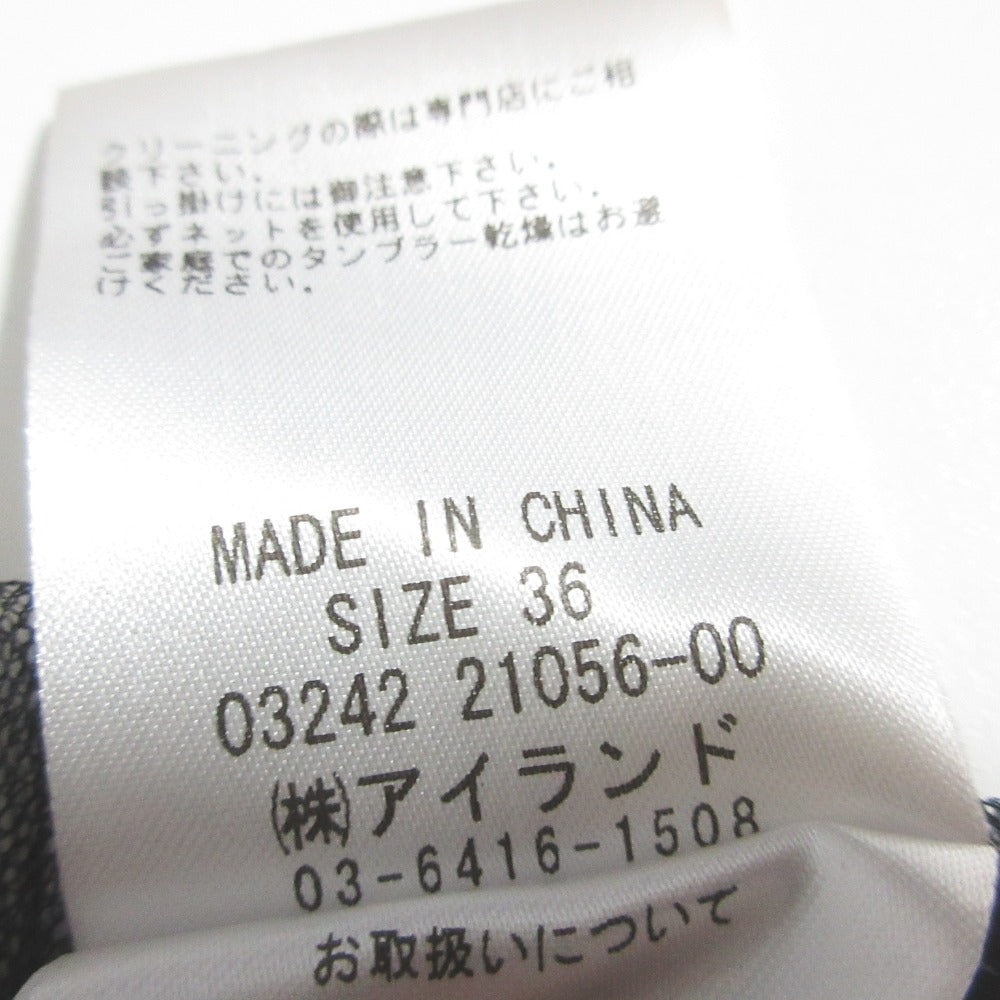 クリーニングの際は専門店にご相
談下さい.
引っ掛けには御注意下さい.
必ずネットを使用して下さい.
ご家庭でのタンブラー乾燥はお避
けください.
MADE IN CHINA
SIZE 36
03242 21056-00
(株)アイランド
03-6416-1508
お取扱いについて